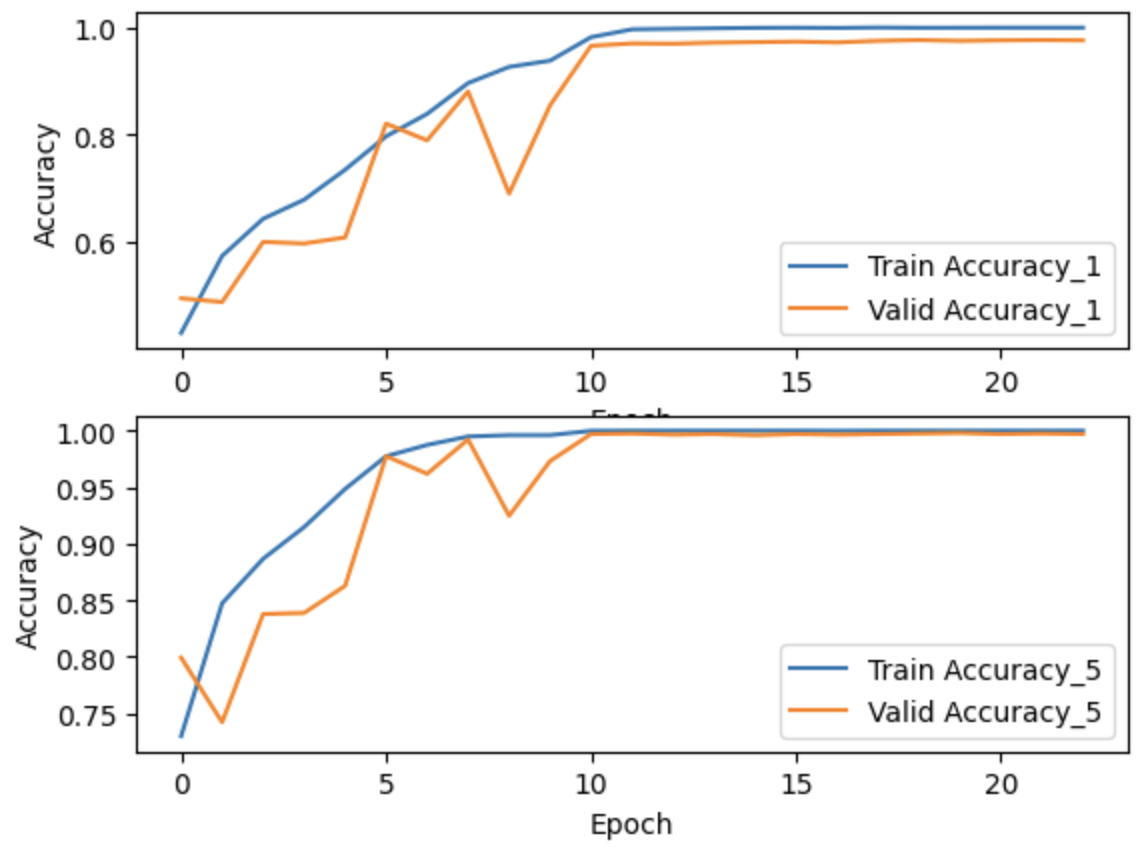 1.0
0.8
0.6
Accuracy
Train Accuracy_1
Valid Accuracy_1
0 5 10 15 20
Epoch
1.00
0.95
0.90
0.85
0.80
0.75
Accuracy
Train Accuracy_5
Valid Accuracy_5
0 5 10 15 20
Epoch